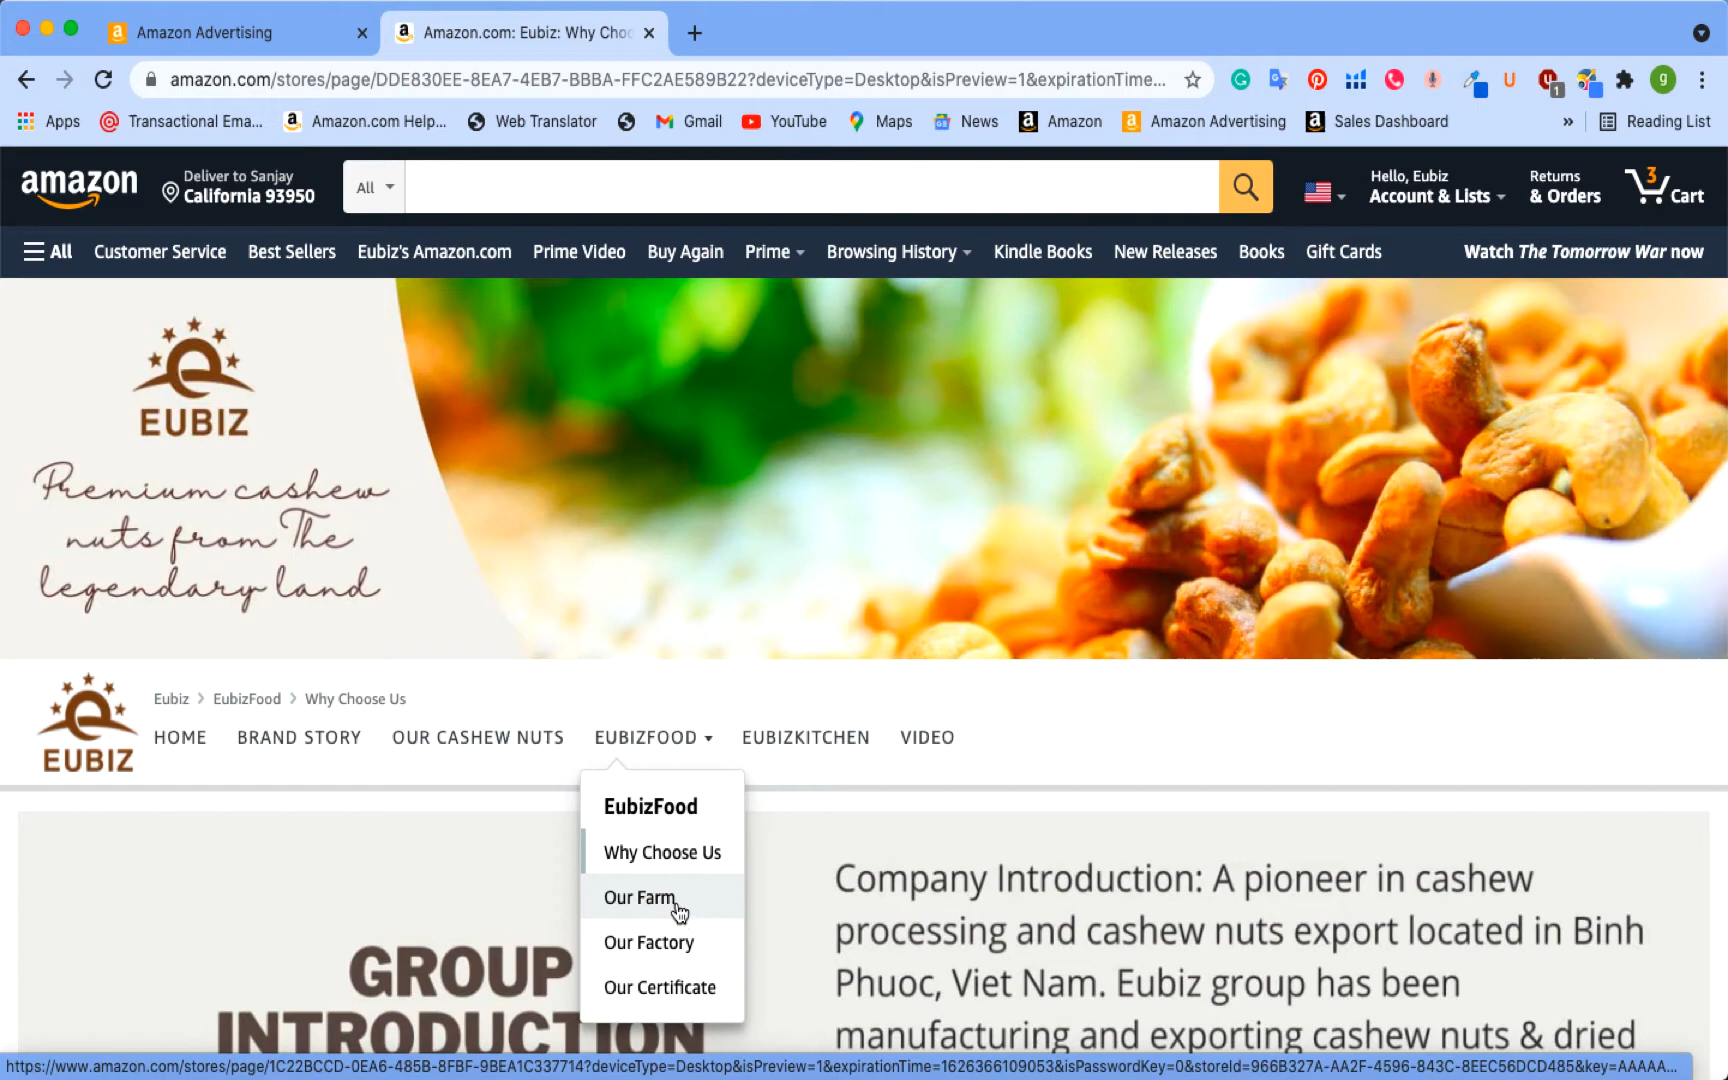 Amazon Advertising
Amazon.com: Eubiz: Why Choo
amazon.com/stores/page/DDE830EE-8EA7-4EB7-BBBA-FFC2AE589B22?deviceType=Desktop&isPreview=1&expirationTime...
Apps Transactional Ema... Amazon.com Help... Web Translator Gmail YouTube Maps News Amazon Amazon Advertising Sales Dashboard » Reading List
amazon
Deliver to Sanjay
California 93950
All
Hello, Eubiz
Account & Lists
Returns
& Orders
3
Cart
All Customer Service Best Sellers Eubiz's Amazon.com Prime Video Buy Again Prime Browsing History Kindle Books New Releases Books Gift Cards Watch The Tomorrow War now
EUBIZ
Premium cashew
nuts from The
legendary land
EUBIZ
Eubiz > EubizFood > Why Choose Us
HOME BRAND STORY OUR CASHEW NUTS EUBIZFOOD EUBIZKITCHEN VIDEO
EubizFood
Why Choose Us
Our Farm
Our Factory
Our Certificate
GROUP
INTRODUCTION
Company Introduction: A pioneer in cashew
processing and cashew nuts export located in Binh
Phuoc, Viet Nam. Eubiz group has been
manufacturing and exporting cashew nuts & dried
https://www.amazon.com/stores/page/1C22BCCD-0EA6-485B-8FBF-9BEA1C337714?deviceType=Desktop&isPreview=1&expirationTime=1626366109053&isPasswordKey=0&storeId=966B327A-AA2F-4596-843C-8EEC56DCD485&key=AAAAA...